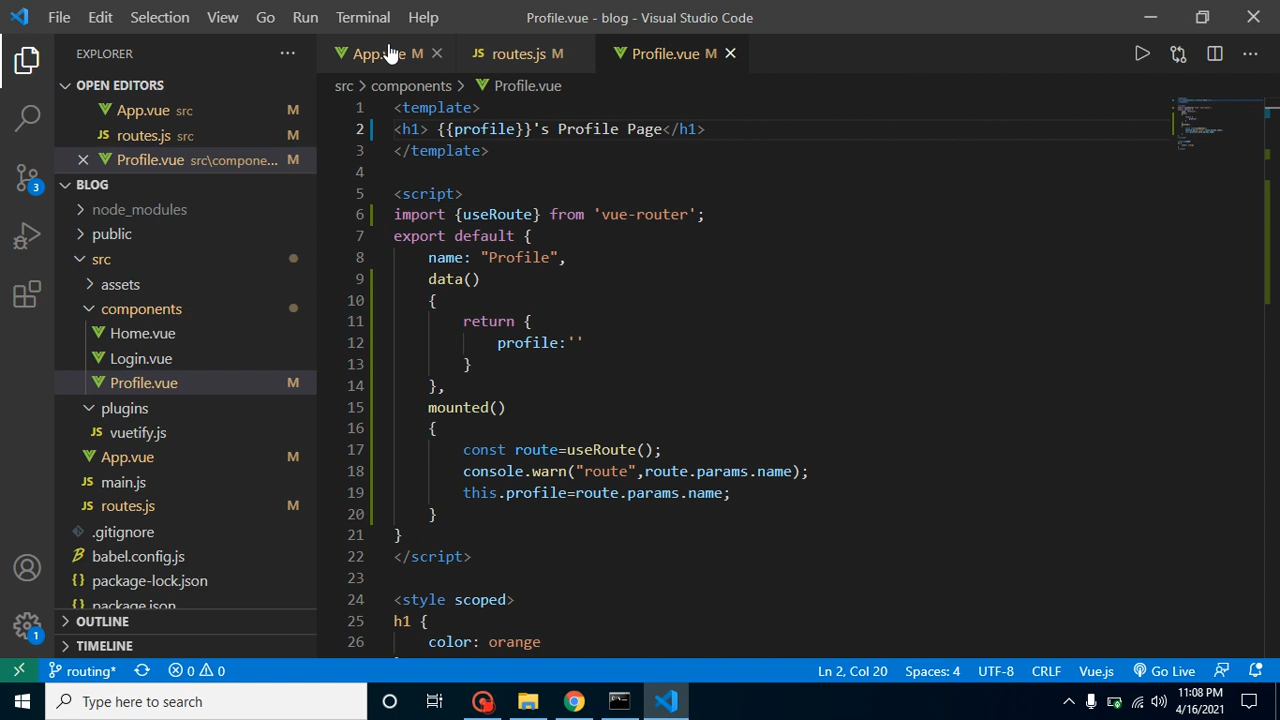 File Edit Selection View Go Run Terminal Help
Profile.vue - blog - Visual Studio Code
EXPLORER
OPEN EDITORS
App.vue src M
routes.js src M
Profile.vue src\compone... M
BLOG
node_modules
public
src
assets
components
Home.vue
Login.vue
Profile.vue M
plugins
JS vuetify.js
App.vue M
JS main.js
JS routes.js M
.gitignore
babel.config.js
{} package-lock.json
{} package.json
OUTLINE
TIMELINE
3
1
App.vue M
JS routes.js M
Profile.vue M
src > components > Profile.vue
1 <template>
2 <h1> {{profile}}'s Profile Page</h1>
3 </template>
4
5 <script>
6 import {useRoute} from 'vue-router';
7 export default {
8 name: "Profile",
9 data()
10 {
11 return {
12 profile:''
13 }
14 },
15 mounted()
16 {
17 const route=useRoute();
18 console.warn("route",route.params.name);
19 this.profile=route.params.name;
20 }
21 }
22 </script>
23
24 <style scoped>
25 h1 {
26 color: orange
routing* 0 0
Ln 2, Col 20 Spaces: 4 UTF-8 CRLF Vue.js Go Live
Type here to search
11:08 PM
4/16/2021